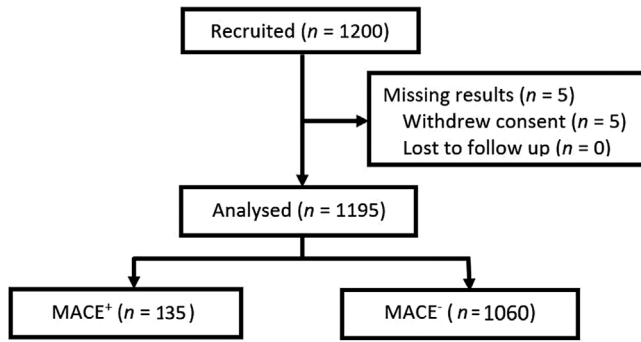 Recruited (n = 1200)
Missing results (n = 5)
Withdrew consent (n = 5)
Lost to follow up (n = 0)
Analysed (n = 1195)
MACE⁺ (n = 135)
MACE⁻ (n = 1060)